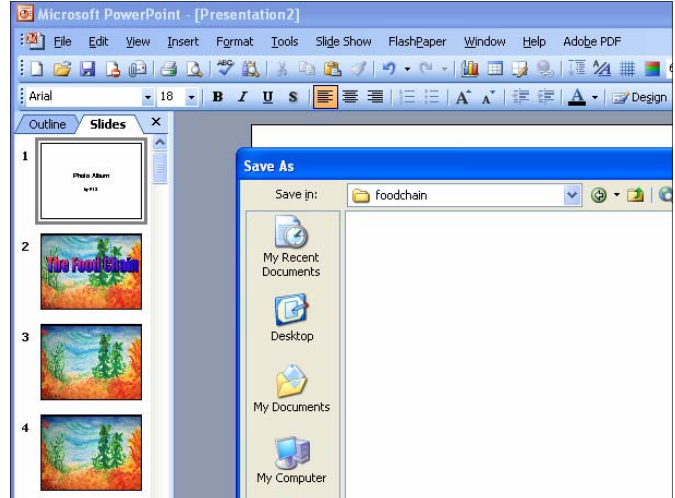 Microsoft PowerPoint - [Presentation2]
File Edit View Insert Format Tools Slide Show FlashPaper Window Help Adobe PDF
Arial 18 B I U S A A A Design
Outline Slides
Save As
1
Photo Album
Save in: foodchain
My Recent
Documents
2
The Food Chain
Desktop
3
My Documents
4
My Computer